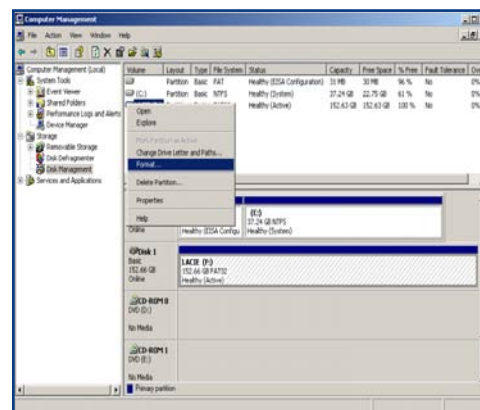 Computer Management
File Action View Window Help
Computer Management (Local)
System Tools
Event Viewer
Shared Folders
Performance Logs and Alerts
Device Manager
Storage
Removable Storage
Disk Defragmenter
Disk Management
Services and Applications
Volume Layout Type File System Status Capacity Free Space % Free Fault Tolerance
Partition Basic FAT Healthy (EISA Configuration) 31 MB 30 MB 96 % No 0%
(C:) Partition Basic NTFS Healthy (System) 37.24 GB 22.75 GB 61 % No 0%
Healthy (Active) 152.63 GB 152.63 GB 100 % No 0%
Open
Explore
Mark Partition as Active
Change Drive Letter and Paths...
Format...
Delete Partition...
Properties
Help
(C:)
37.24 GB NTFS
Online Healthy (EISA Configu Healthy (System)
Disk 1
Basic
152.66 GB
Online
LACIE (P:)
152.66 GB FAT32
Healthy (Active)
CD-ROM 0
DVD (D:)
No Media
CD-ROM 1
DVD (E:)
No Media
Primary partition